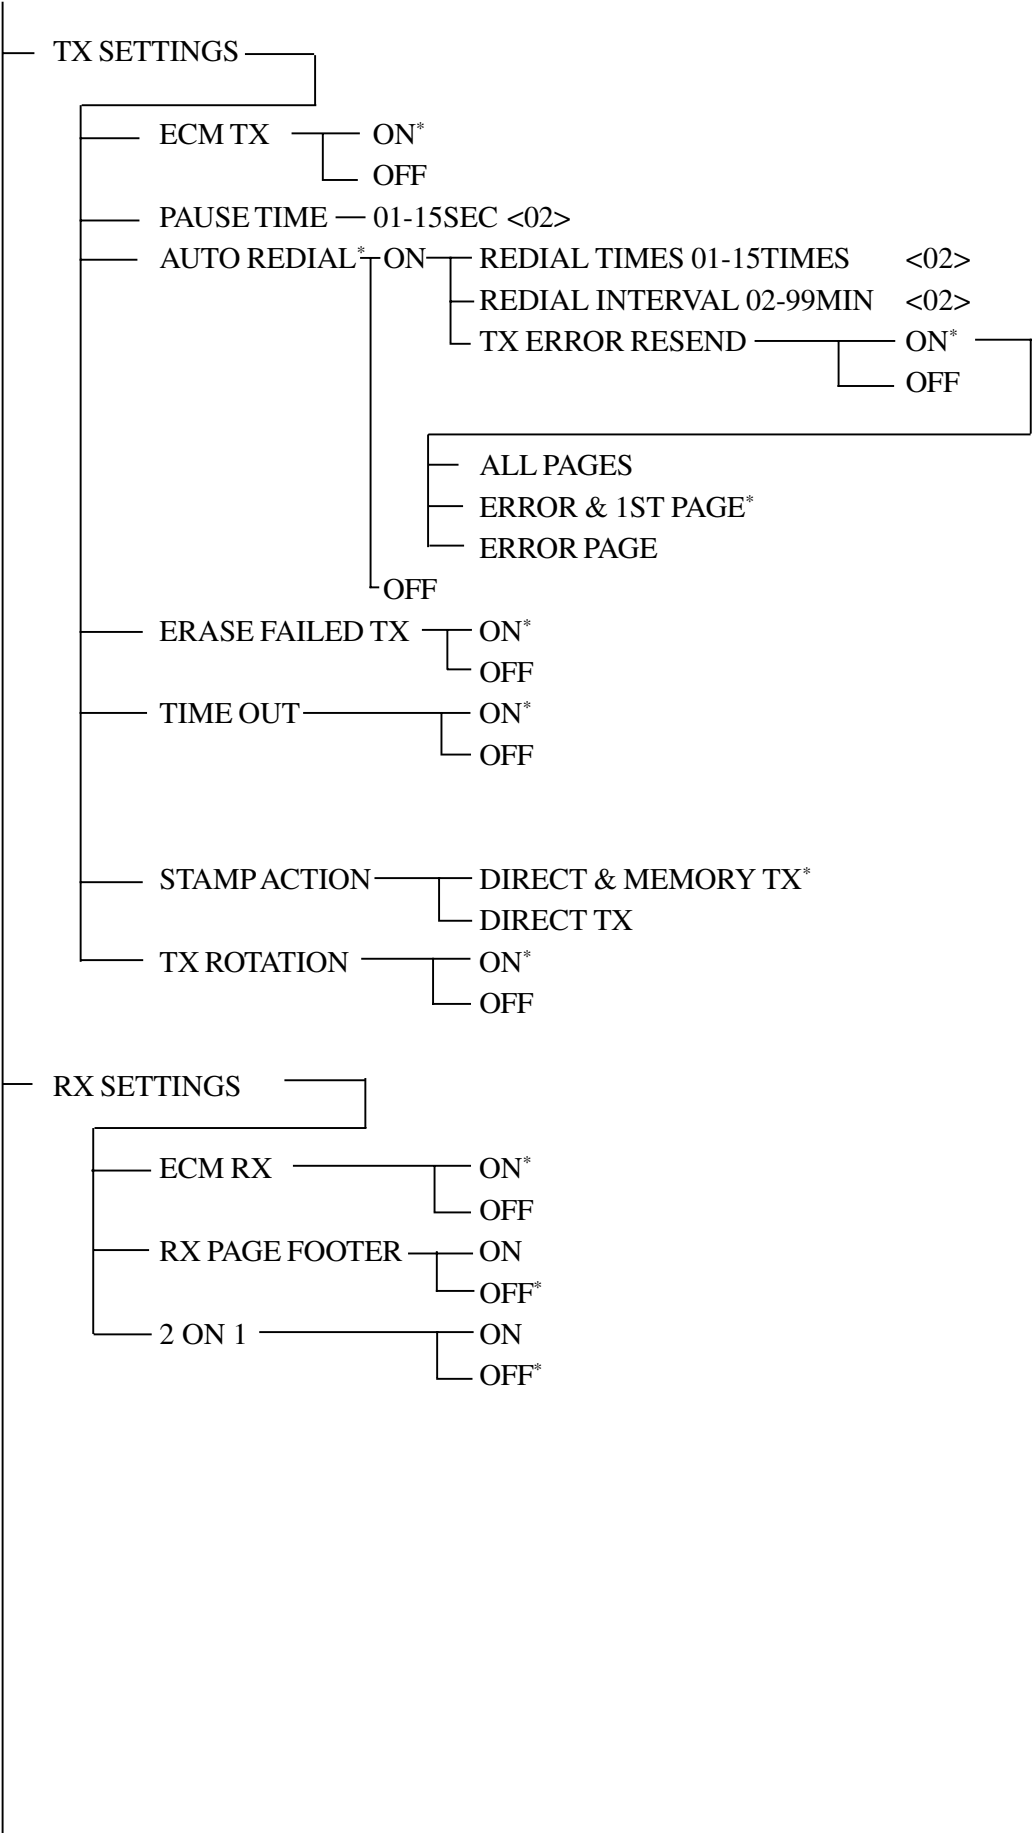 TX SETTINGS
ECM TX ON*
OFF
PAUSE TIME 01-15SEC <02>
AUTO REDIAL* ON REDIAL TIMES 01-15TIMES <02>
REDIAL INTERVAL 02-99MIN <02>
TX ERROR RESEND ON*
OFF
ALL PAGES
ERROR & 1ST PAGE*
ERROR PAGE
OFF
ERASE FAILED TX ON*
OFF
TIME OUT ON*
OFF
STAMP ACTION DIRECT & MEMORY TX*
DIRECT TX
TX ROTATION ON*
OFF
RX SETTINGS
ECM RX ON*
OFF
RX PAGE FOOTER ON
OFF*
2 ON 1 ON
OFF*